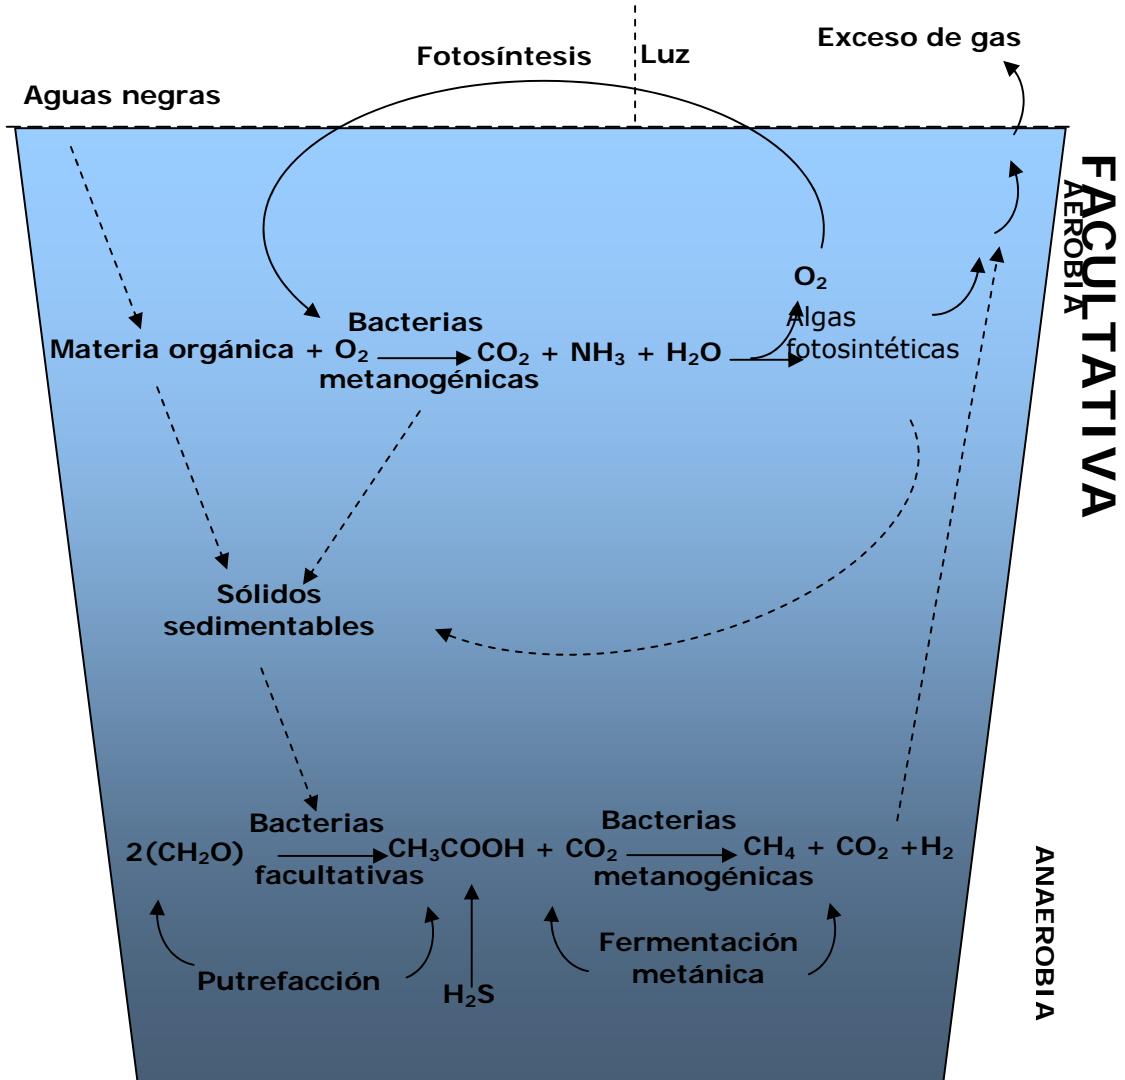 Exceso de gas
Fotosíntesis
Luz
Aguas negras
FACULTATIVA
AEROBIA
O₂
Bacterias
Algas
Materia orgánica + O₂
CO₂ + NH₃ + H₂O
fotosintéticas
metanogénicas
Sólidos
sedimentables
Bacterias
Bacterias
2(CH₂O)
CH₃COOH + CO₂
CH₄ + CO₂ +H₂
facultativas
metanogénicas
ANAEROBIA
Fermentación
metánica
Putrefacción
H₂S